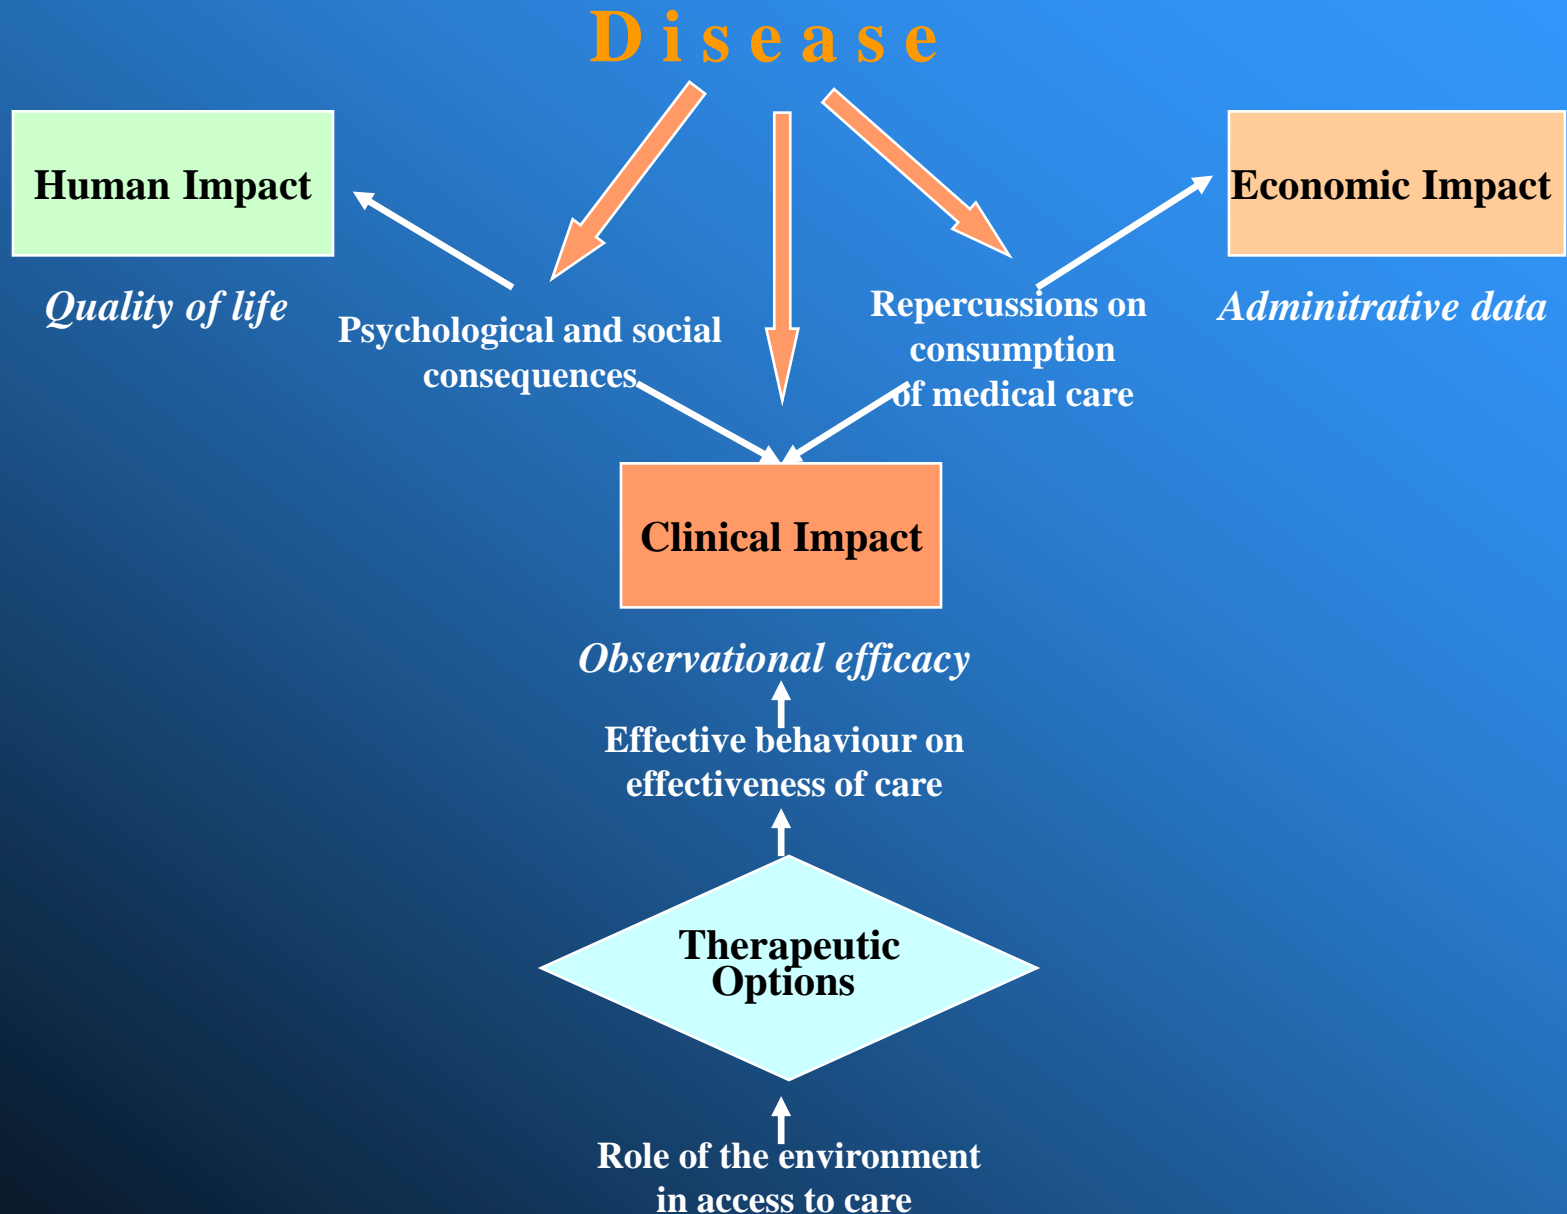 Disease
Human Impact
Economic Impact
Quality of life
Psychological and social
consequences
Repercussions on
consumption
of medical care
Adminitrative data
Clinical Impact
Observational efficacy
Effective behaviour on
effectiveness of care
Therapeutic
Options
Role of the environment
in access to care